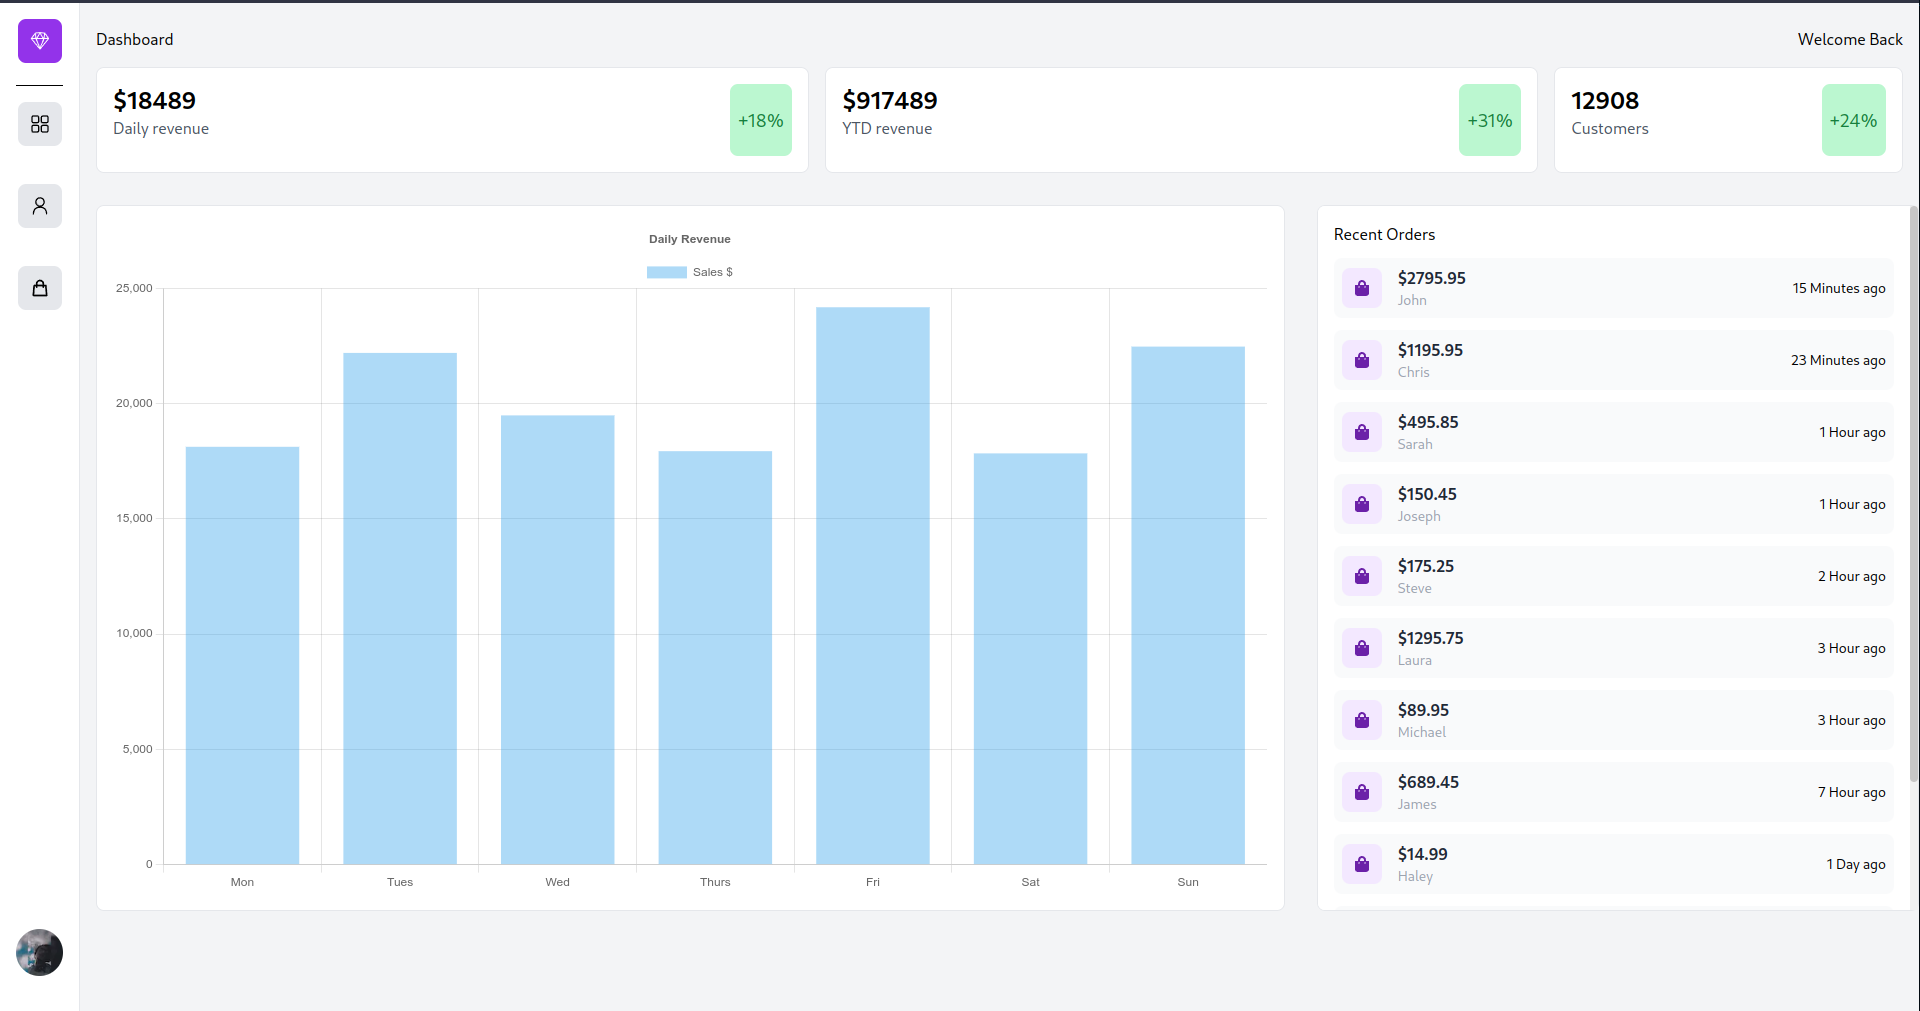 Dashboard
Welcome Back
$18489
Daily revenue
+18%
$917489
YTD revenue
+31%
12908
Customers
+24%
Daily Revenue
Sales $
25,000
20,000
15,000
10,000
5,000
0
Mon Tues Wed Thurs Fri Sat Sun
Recent Orders
$2795.95
John
15 Minutes ago
$1195.95
Chris
23 Minutes ago
$495.85
Sarah
1 Hour ago
$150.45
Joseph
1 Hour ago
$175.25
Steve
2 Hour ago
$1295.75
Laura
3 Hour ago
$89.95
Michael
3 Hour ago
$689.45
James
7 Hour ago
$14.99
Haley
1 Day ago